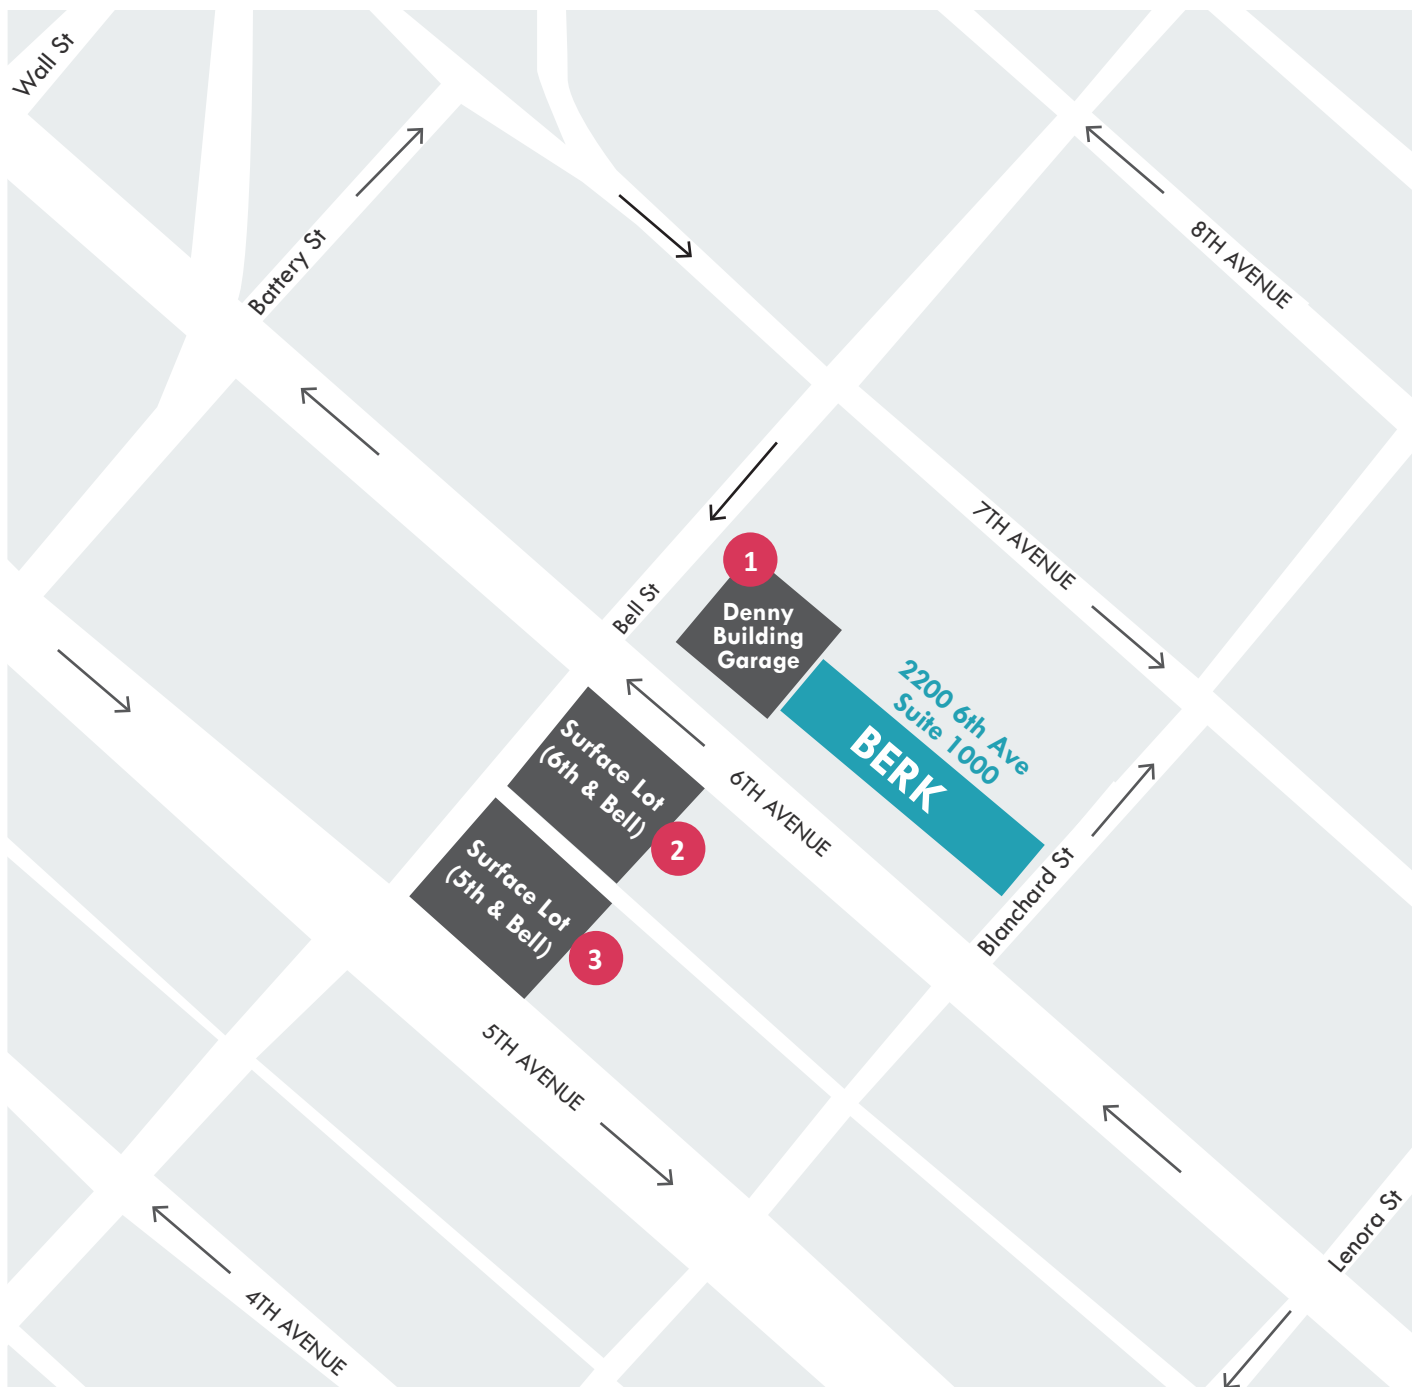 Wall St
Battery St
8TH AVENUE
7TH AVENUE
Bell St
1
Denny
Building
Garage
2200 6th Ave
Suite 1000
BERK
Surface Lot
(6th & Bell)
2
6TH AVENUE
Surface Lot
(5th & Bell)
3
Blanchard St
5TH AVENUE
Lenora St
4TH AVENUE